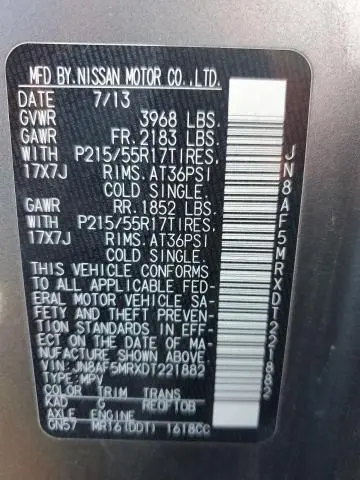 MFD BY. NISSAN MOTOR CO., LTD.
DATE 7/13
GVWR 3968 LBS.
GAWR FR. 2183 LBS.
WITH P215/55R17TIRES,
17X7J RIMS. AT36PSI
COLD SINGLE.
GAWR RR. 1852 LBS.
WITH P215/55R17TIRES,
17X7J RIMS. AT36PSI
COLD SINGLE.
THIS VEHICLE CONFORMS
TO ALL APPLICABLE FED-
ERAL MOTOR VEHICLE SA-
FETY AND THEFT PREVEN-
TION STANDARDS IN EFF-
ECT ON THE DATE OF MA-
NUFACTURE SHOWN ABOVE.
VIN: JN8AF5MRXDT221882
TYPE: MPV
COLOR TRIM TRANS
KAD G RE0F10B
AXLE ENGINE
GN57 MR16(DDT) 1618CC
JN8AF5MRXDT221882